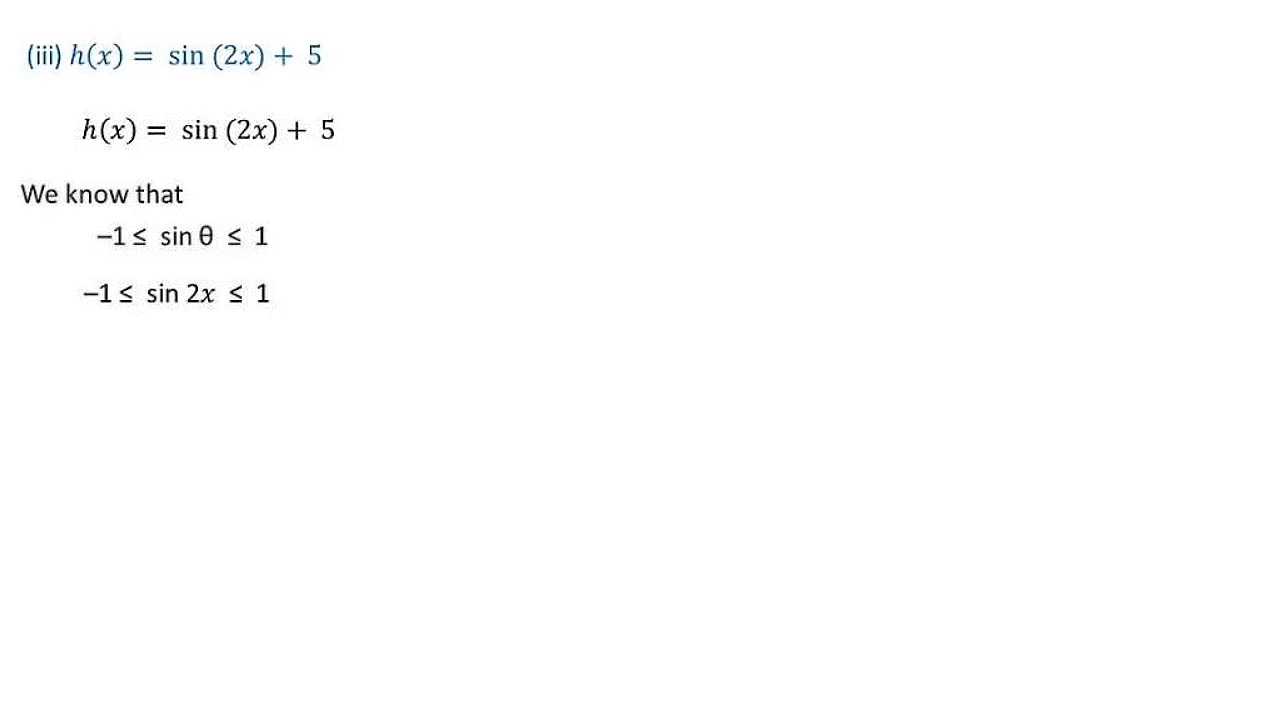 (iii) h(x) = sin (2x) + 5
h(x) = sin (2x) + 5
We know that
–1 ≤ sin θ ≤ 1
–1 ≤ sin 2x ≤ 1